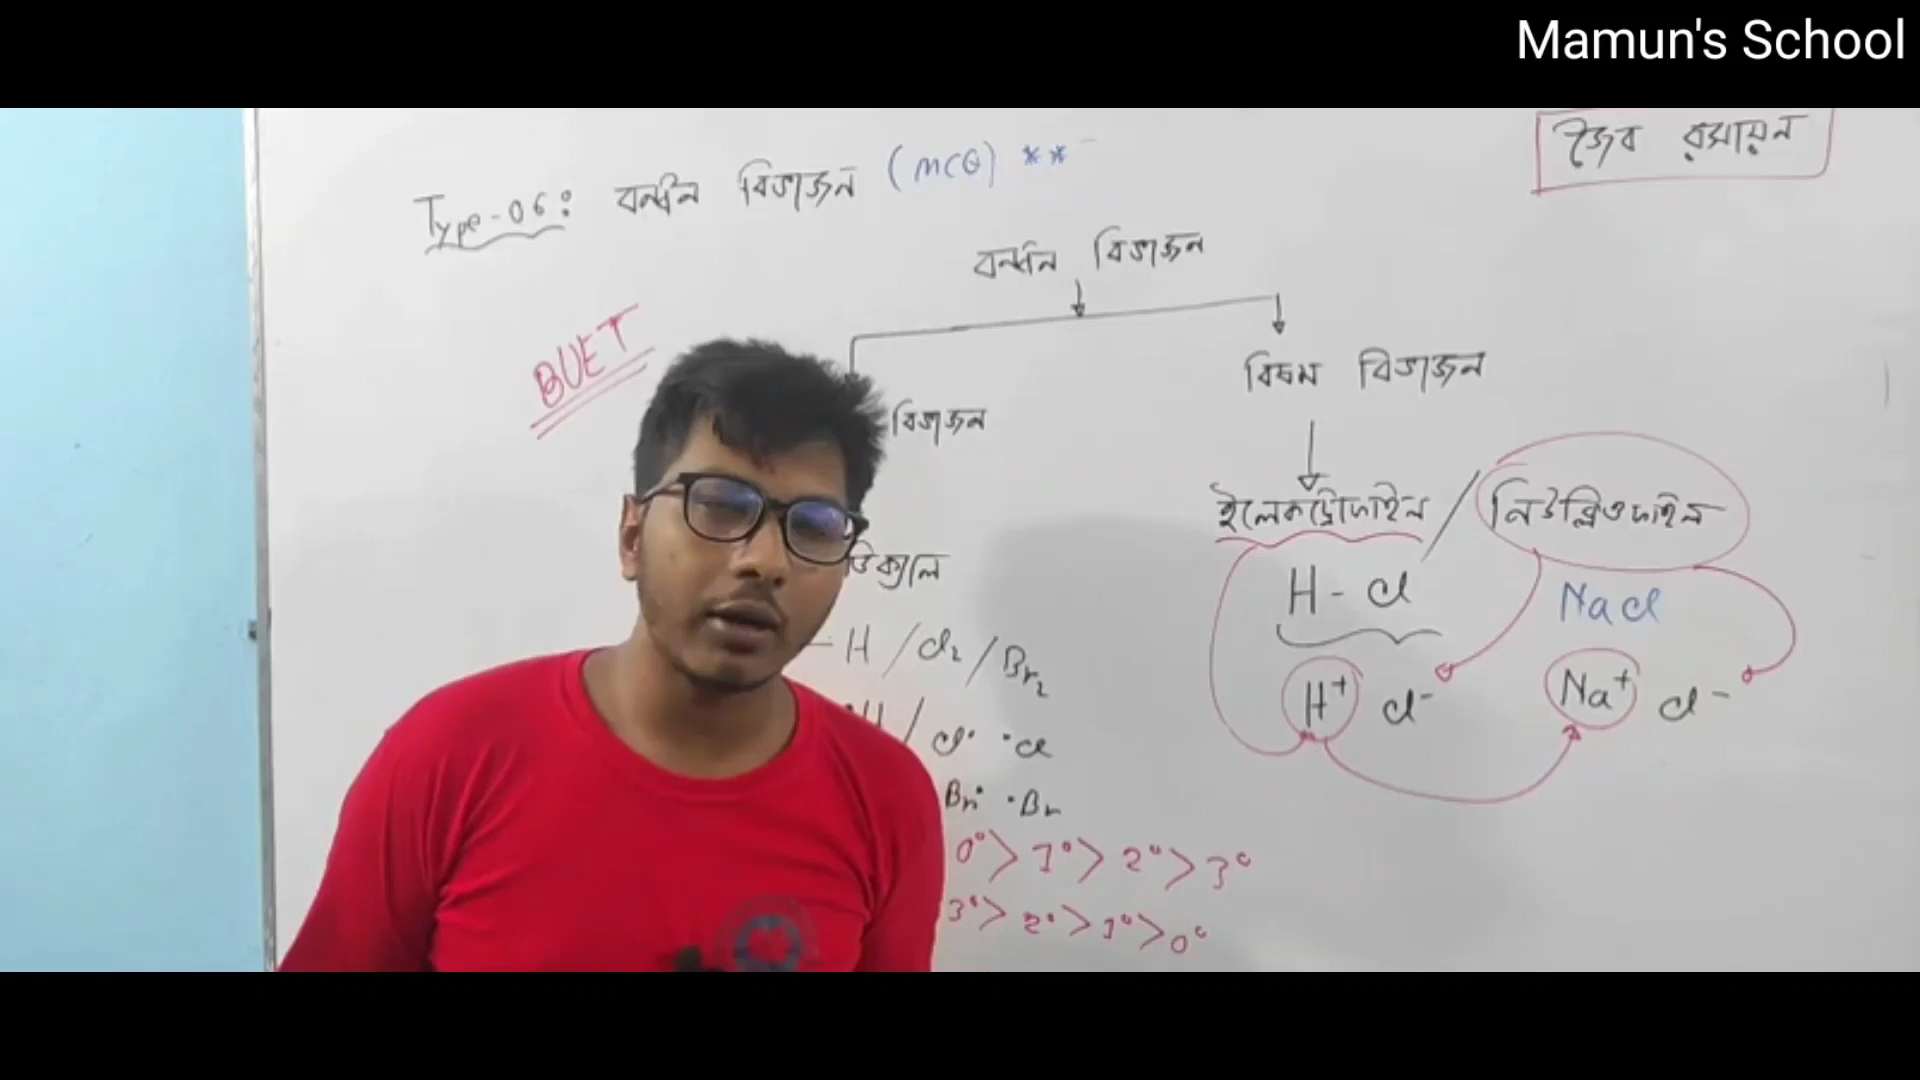 Mamun's School
জৈব রসায়ন
Type-06: বন্ধন বিভাজন (MCQ) **
বন্ধন বিভাজন
BUET
বিষম বিভাজন
বিভাজন
ইলেকট্রোফাইল / নিউক্লিওফাইল
H - Cl
NaCl
- H / Cl₂ / Br₂
H⁺ Cl⁻
Na⁺ Cl⁻
/ Cl• •Cl
Br• •Br
0° > 1° > 2° > 3°
3° > 2° > 1° > 0°